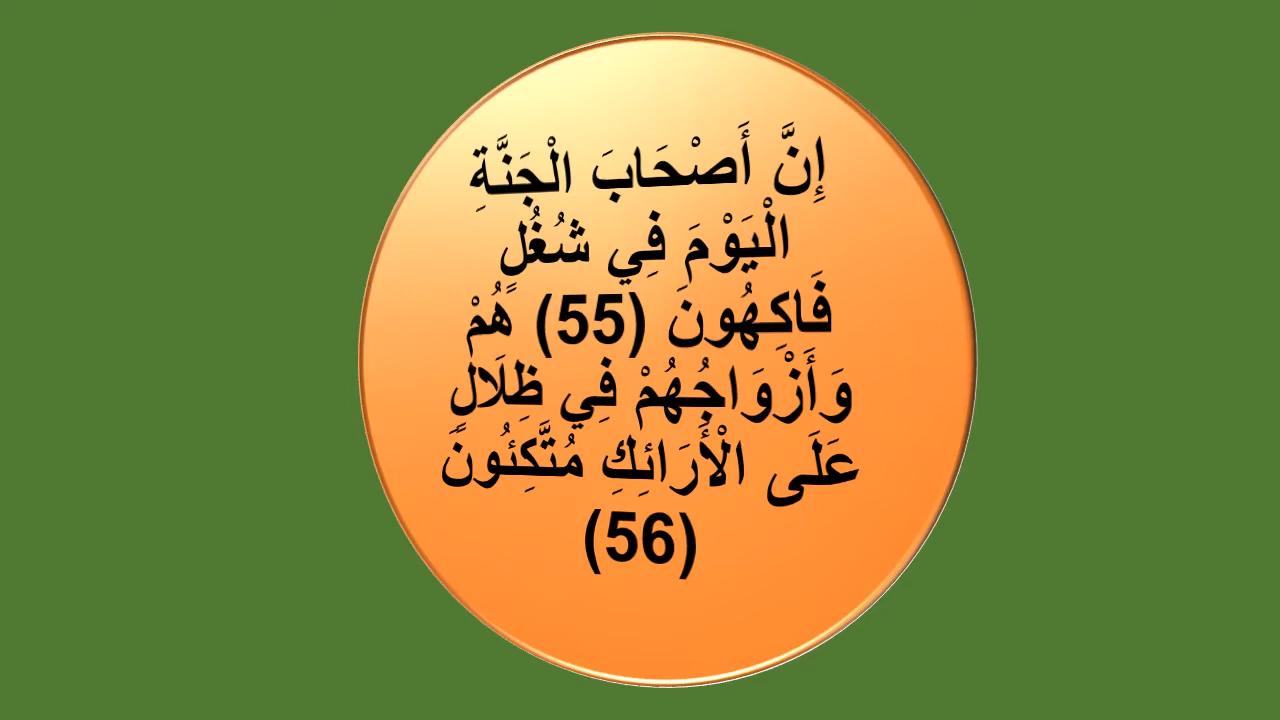 إِنَّ أَصْحَابَ الْجَنَّةِ
الْيَوْمَ فِي شُغُلٍ
فَاكِهُونَ (55) هُمْ
وَأَزْوَاجُهُمْ فِي ظِلَالٍ
عَلَى الْأَرَائِكِ مُتَّكِئُونَ
(56)